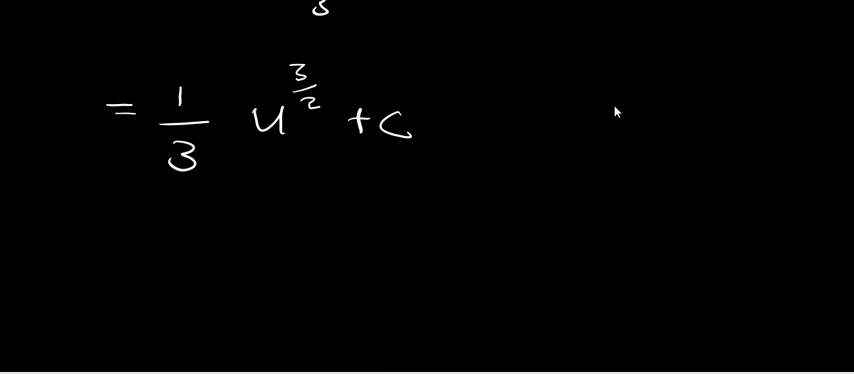 = 1/3 u^(3/2) + c